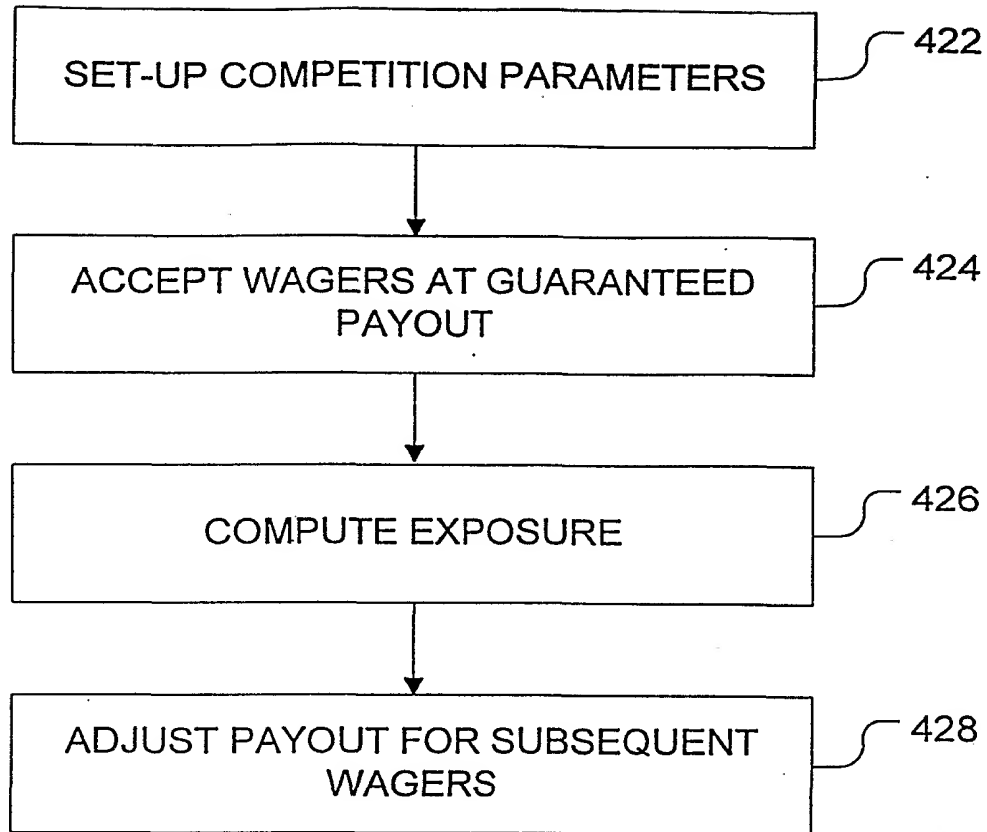 SET-UP COMPETITION PARAMETERS
422
ACCEPT WAGERS AT GUARANTEED
PAYOUT
424
COMPUTE EXPOSURE
426
ADJUST PAYOUT FOR SUBSEQUENT
WAGERS
428